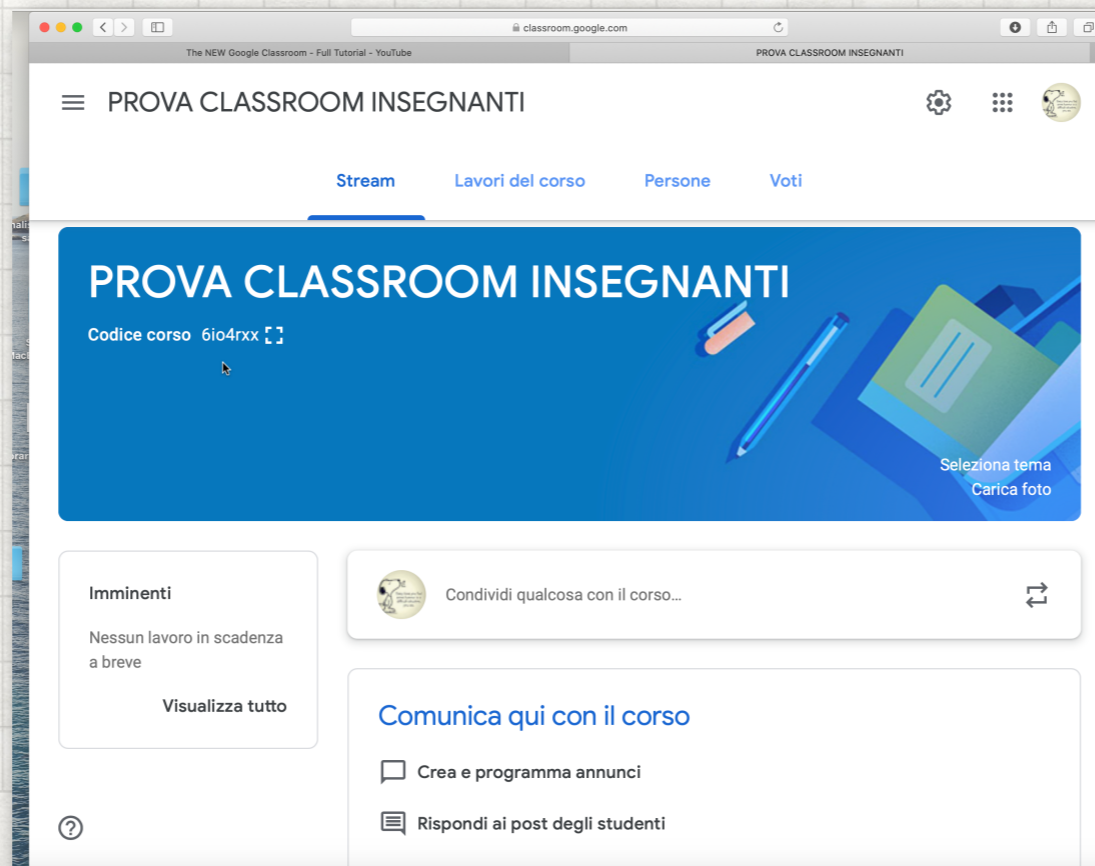 classroom.google.com
The NEW Google Classroom - Full Tutorial - YouTube
PROVA CLASSROOM INSEGNANTI
PROVA CLASSROOM INSEGNANTI
Stream
Lavori del corso
Persone
Voti
PROVA CLASSROOM INSEGNANTI
Codice corso 6io4rxx
Seleziona tema
Carica foto
Imminenti
Nessun lavoro in scadenza
a breve
Visualizza tutto
Condividi qualcosa con il corso...
Comunica qui con il corso
Crea e programma annunci
Rispondi ai post degli studenti